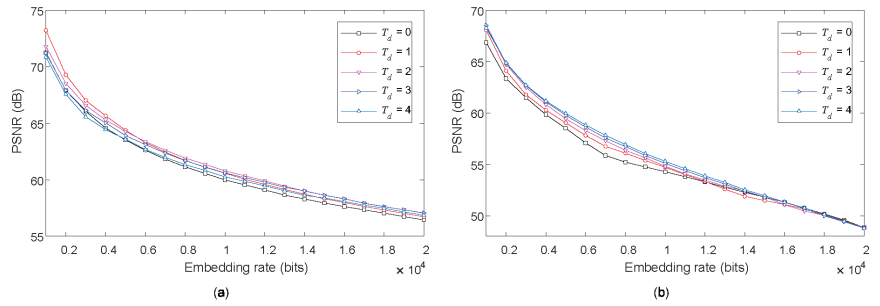 75
70
65
60
55
PSNR (dB)
T_d = 0
T_d = 1
T_d = 2
T_d = 3
T_d = 4
0.2 0.4 0.6 0.8 1 1.2 1.4 1.6 1.8 2
Embedding rate (bits)
× 10^4
(a)
70
65
60
55
50
PSNR (dB)
T_d = 0
T_d = 1
T_d = 2
T_d = 3
T_d = 4
0.2 0.4 0.6 0.8 1 1.2 1.4 1.6 1.8 2
Embedding rate (bits)
× 10^4
(b)